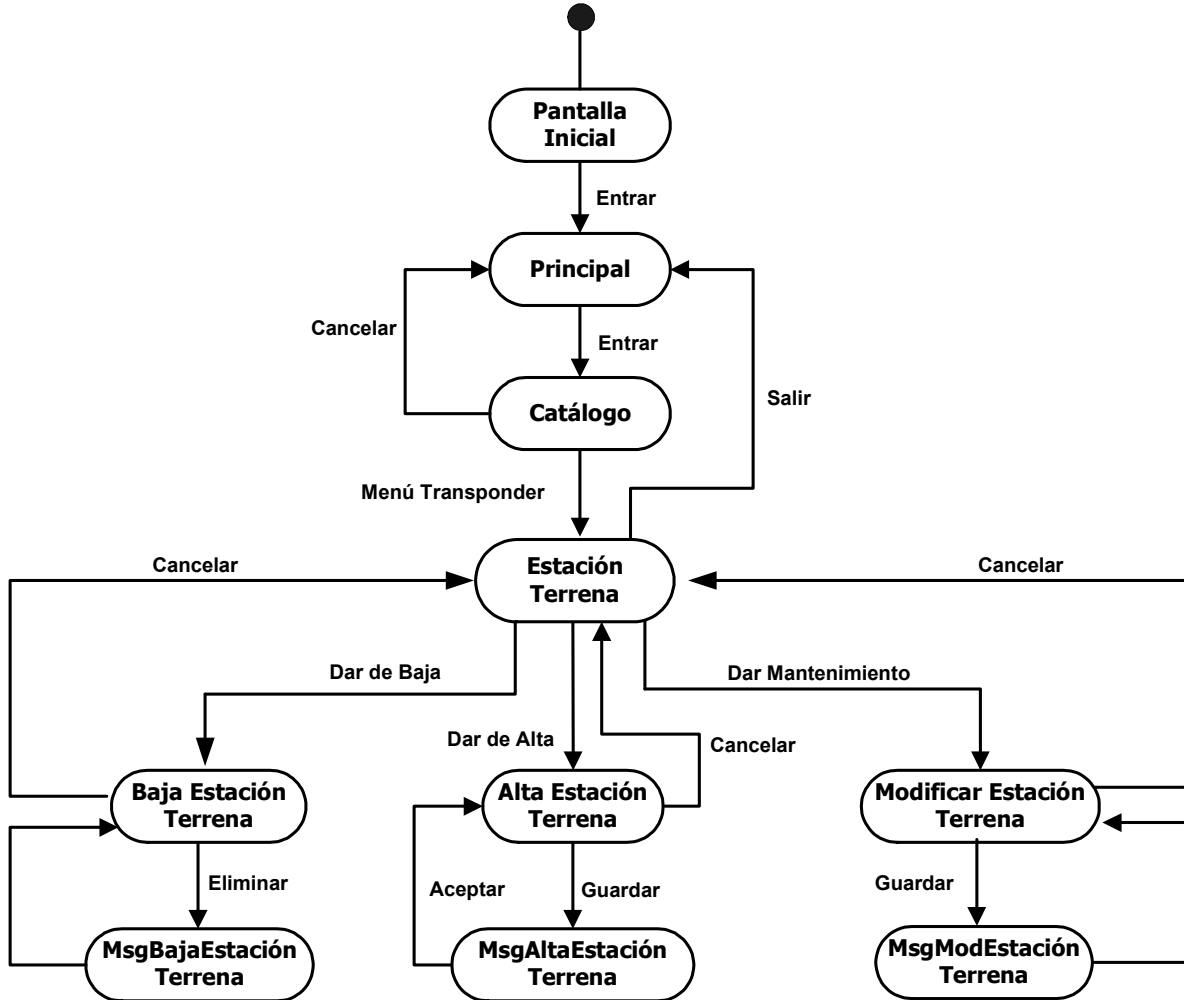 Pantalla
Inicial
Entrar
Principal
Cancelar
Entrar
Catálogo
Salir
Menú Transponder
Estación
Terrena
Cancelar
Cancelar
Dar de Baja
Dar Mantenimiento
Dar de Alta
Cancelar
Baja Estación
Terrena
Alta Estación
Terrena
Modificar Estación
Terrena
Eliminar
Aceptar
Guardar
Guardar
MsgBajaEstación
Terrena
MsgAltaEstación
Terrena
MsgModEstación
Terrena